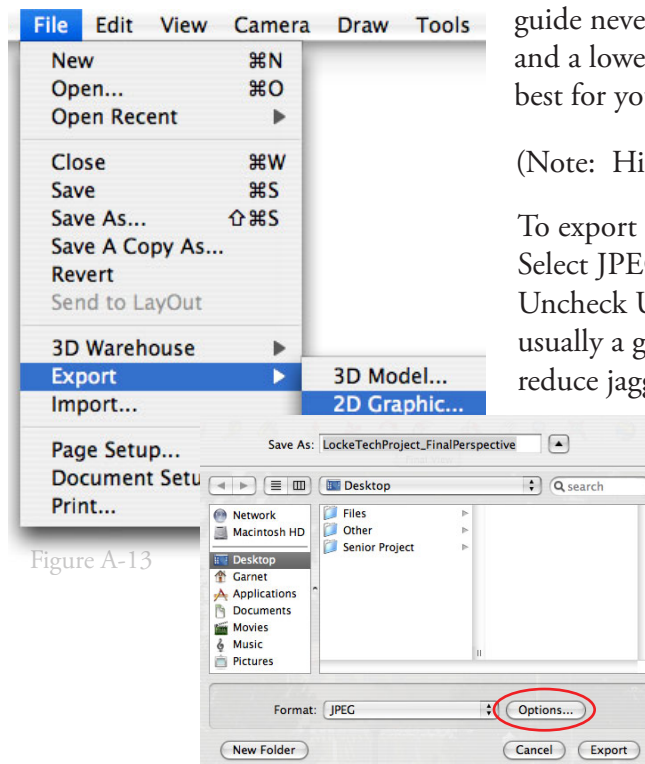 File Edit View Camera Draw Tools
New ⌘N
Open... ⌘O
Open Recent ▶
Close ⌘W
Save ⌘S
Save As... ⇧⌘S
Save A Copy As...
Revert
Send to LayOut
3D Warehouse ▶
Export ▶
Import...
Page Setup...
Document Setu
Print...
3D Model...
2D Graphic...
Figure A-13
guide neve
and a lowe
best for you
(Note: Hi
To export
Select JPE
Uncheck U
usually a g
reduce jagg
Save As: LockeTechProject_FinalPerspective
Desktop
search
Network
Macintosh HD
Desktop
Garnet
Applications
Documents
Movies
Music
Pictures
Files
Other
Senior Project
Format: JPEG Options...
New Folder Cancel Export